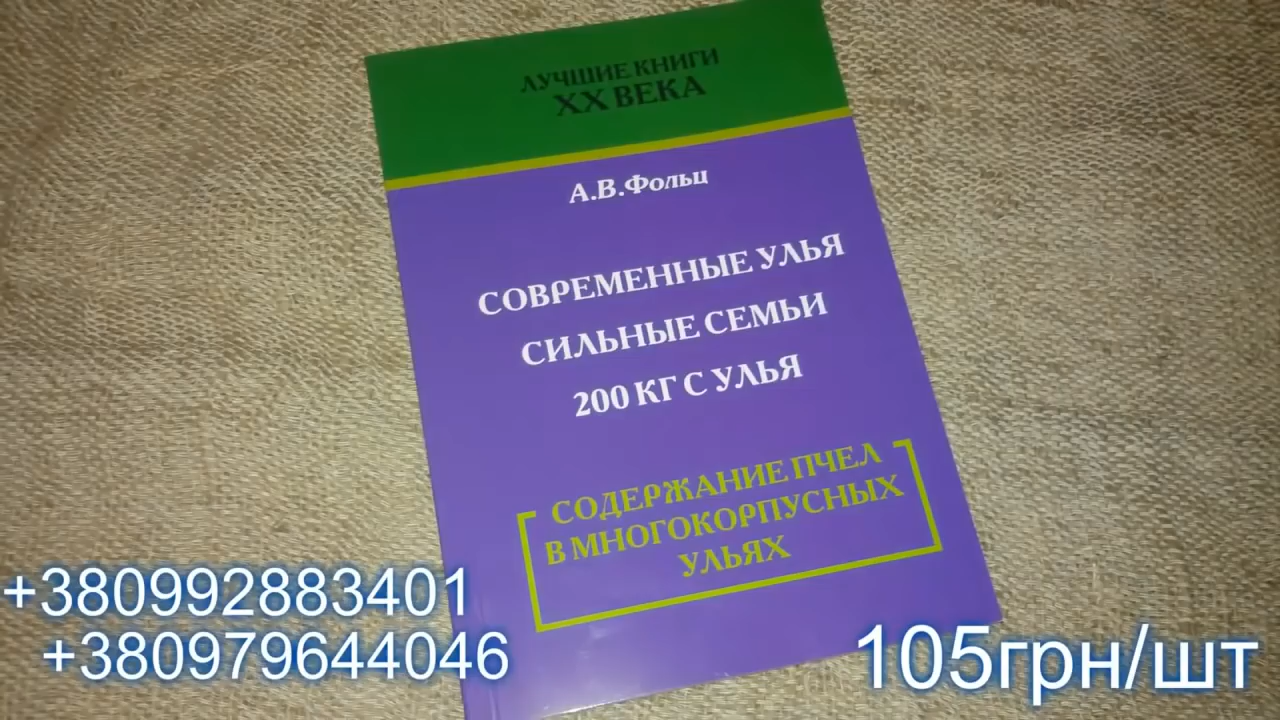 ЛУЧШИЕ КНИГИ
XX ВЕКА
А.В.Фольц
СОВРЕМЕННЫЕ УЛЬЯ
СИЛЬНЫЕ СЕМЬИ
200 КГ С УЛЬЯ
СОДЕРЖАНИЕ ПЧЕЛ
В МНОГОКОРПУСНЫХ
УЛЬЯХ
+380992883401
+380979644046
105грн/шт